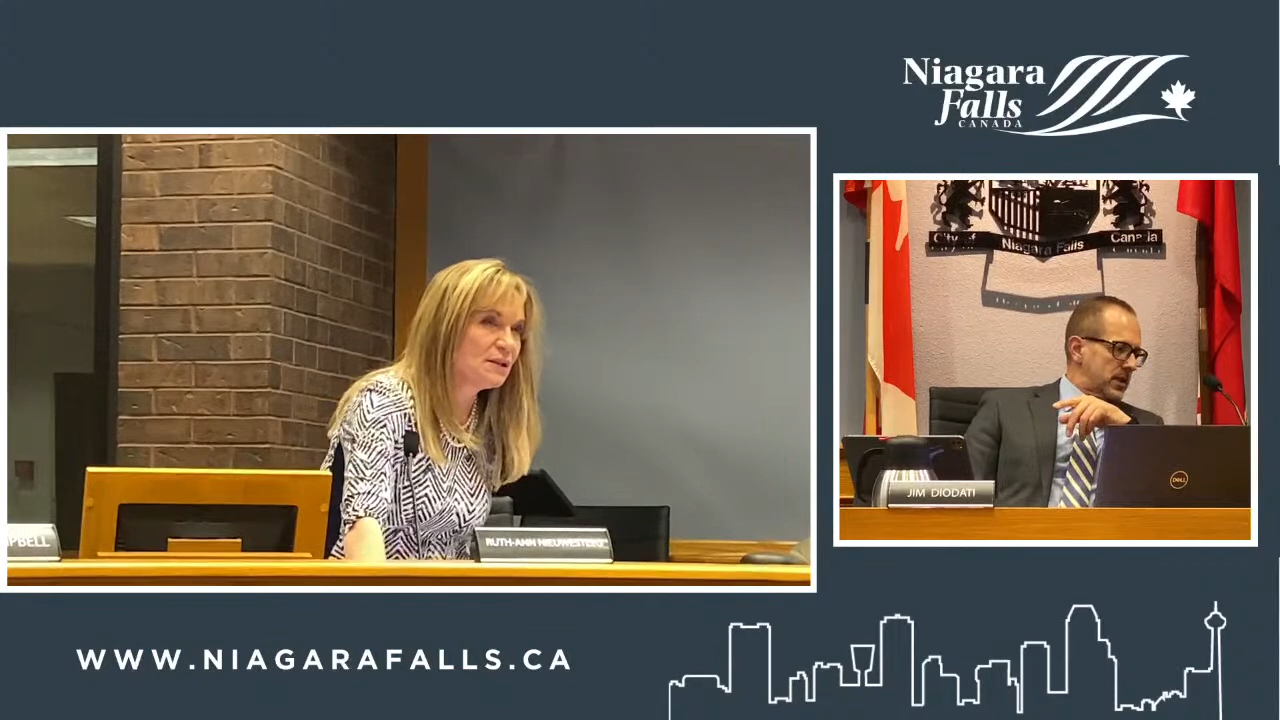 Niagara
Falls
CANADA
City of
Niagara Falls
Canada
JIM DIODATI
DELL
PBELL
RUTH-ANN NIEUWESTEEG
WWW.NIAGARAFALLS.CA